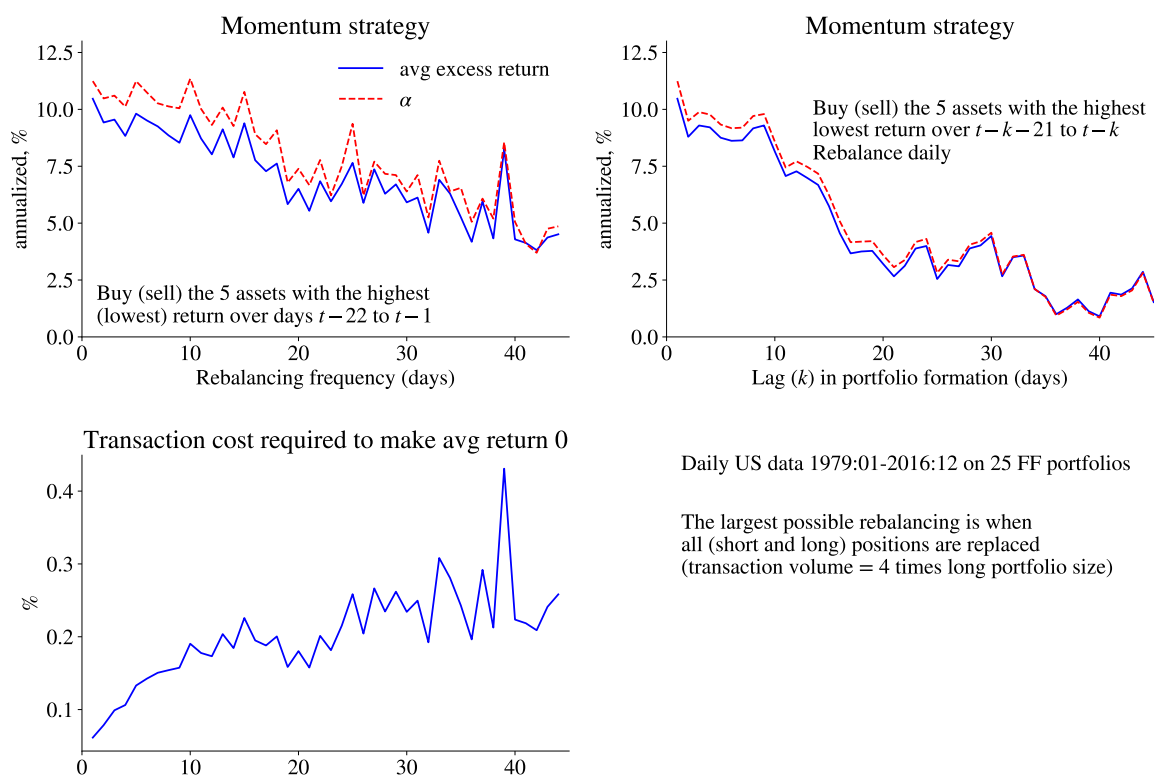 Momentum strategy
12.5
10.0
7.5
5.0
2.5
0.0
annualized, %
avg excess return
α
Buy (sell) the 5 assets with the highest
(lowest) return over days t−22 to t−1
0 10 20 30 40
Rebalancing frequency (days)
Momentum strategy
12.5
10.0
7.5
5.0
2.5
0.0
annualized, %
Buy (sell) the 5 assets with the highest
lowest return over t−k−21 to t−k
Rebalance daily
0 10 20 30 40
Lag (k) in portfolio formation (days)
Transaction cost required to make avg return 0
0.4
0.3
0.2
0.1
%
0 10 20 30 40
Daily US data 1979:01-2016:12 on 25 FF portfolios
The largest possible rebalancing is when
all (short and long) positions are replaced
(transaction volume = 4 times long portfolio size)